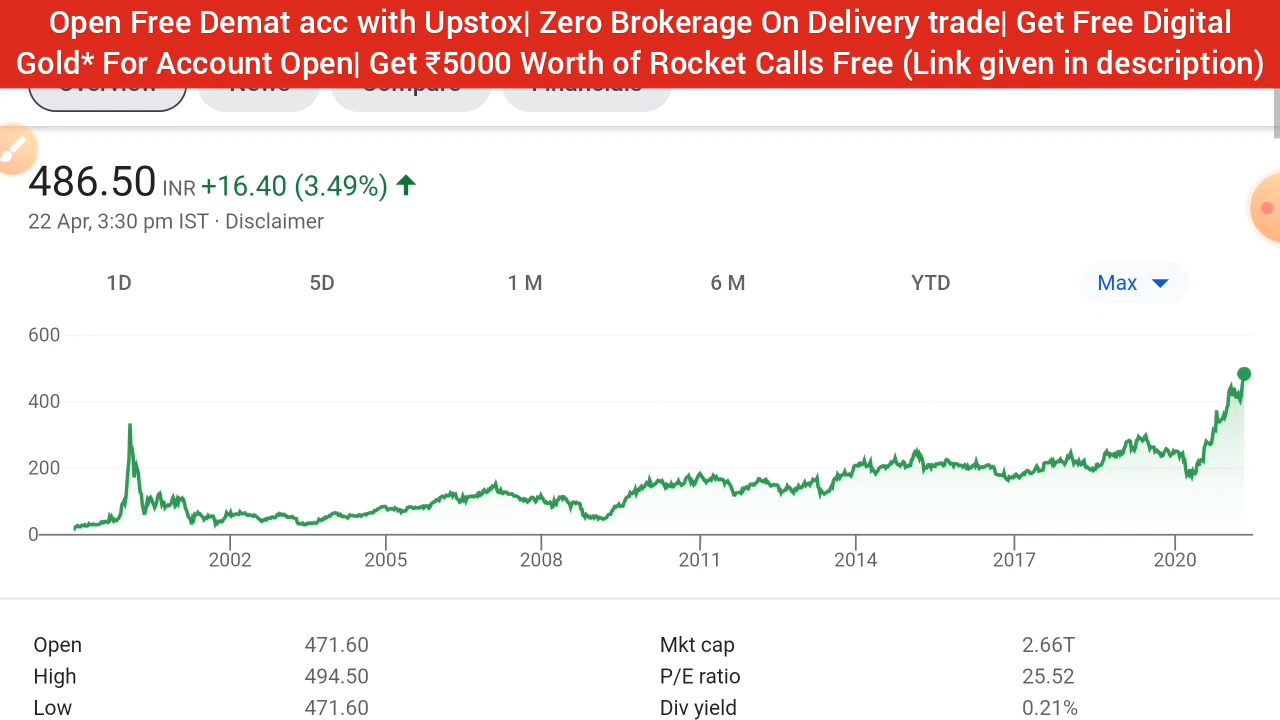 Open Free Demat acc with Upstox| Zero Brokerage On Delivery trade| Get Free Digital
Gold* For Account Open| Get ₹5000 Worth of Rocket Calls Free (Link given in description)
Overview News Compare Financials
486.50 INR +16.40 (3.49%)
22 Apr, 3:30 pm IST · Disclaimer
1D 5D 1 M 6 M YTD Max
600
400
200
0
2002 2005 2008 2011 2014 2017 2020
Open 471.60 Mkt cap 2.66T
High 494.50 P/E ratio 25.52
Low 471.60 Div yield 0.21%